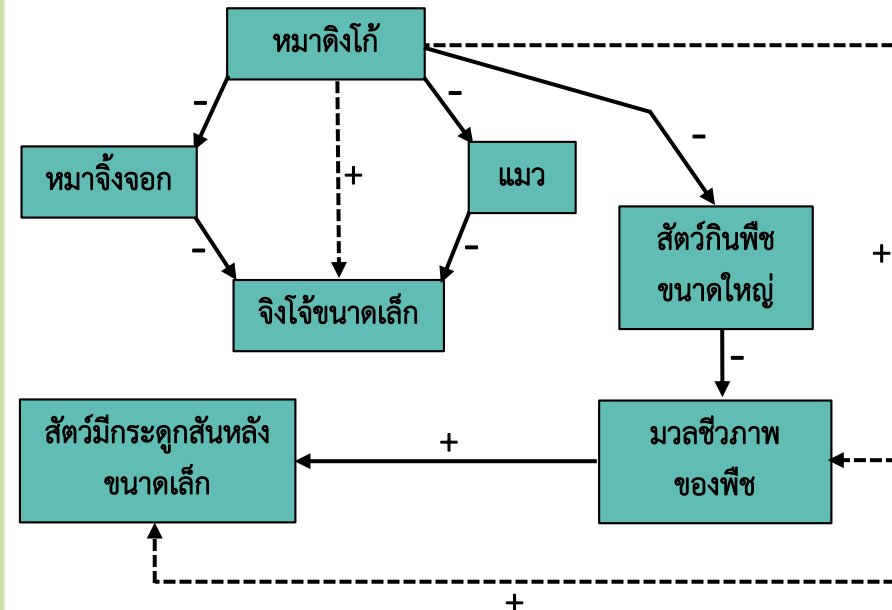 หมาดิงโก้
-
-
-
หมาจิ้งจอก
+
แมว
-
-
สัตว์กินพืช
ขนาดใหญ่
+
จิงโจ้ขนาดเล็ก
-
สัตว์มีกระดูกสันหลัง
ขนาดเล็ก
+
มวลชีวภาพ
ของพืช
+